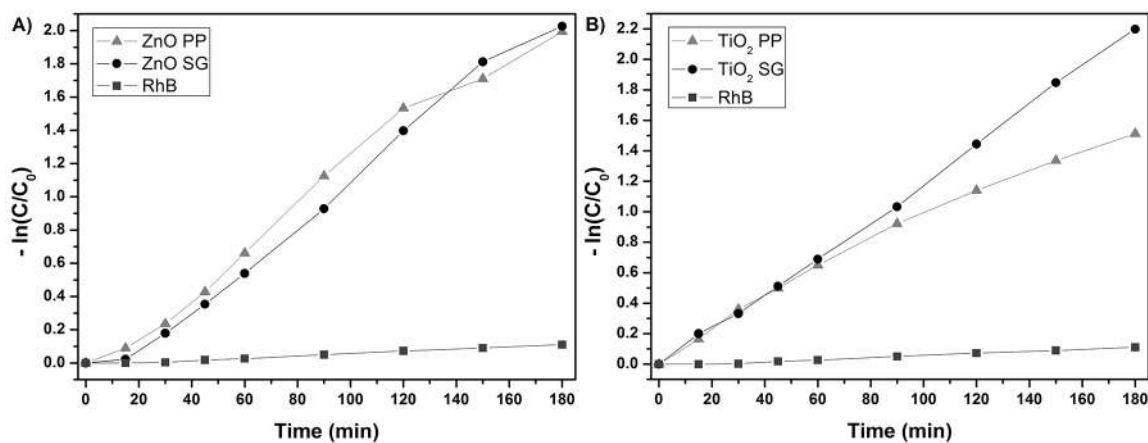 A)
ZnO PP
ZnO SG
RhB
2.0
1.8
1.6
1.4
1.2
1.0
0.8
0.6
0.4
0.2
0.0
- ln(C/C₀)
0 20 40 60 80 100 120 140 160 180
Time (min)
B)
TiO₂ PP
TiO₂ SG
RhB
2.2
2.0
1.8
1.6
1.4
1.2
1.0
0.8
0.6
0.4
0.2
0.0
- ln(C/C₀)
0 20 40 60 80 100 120 140 160 180
Time (min)